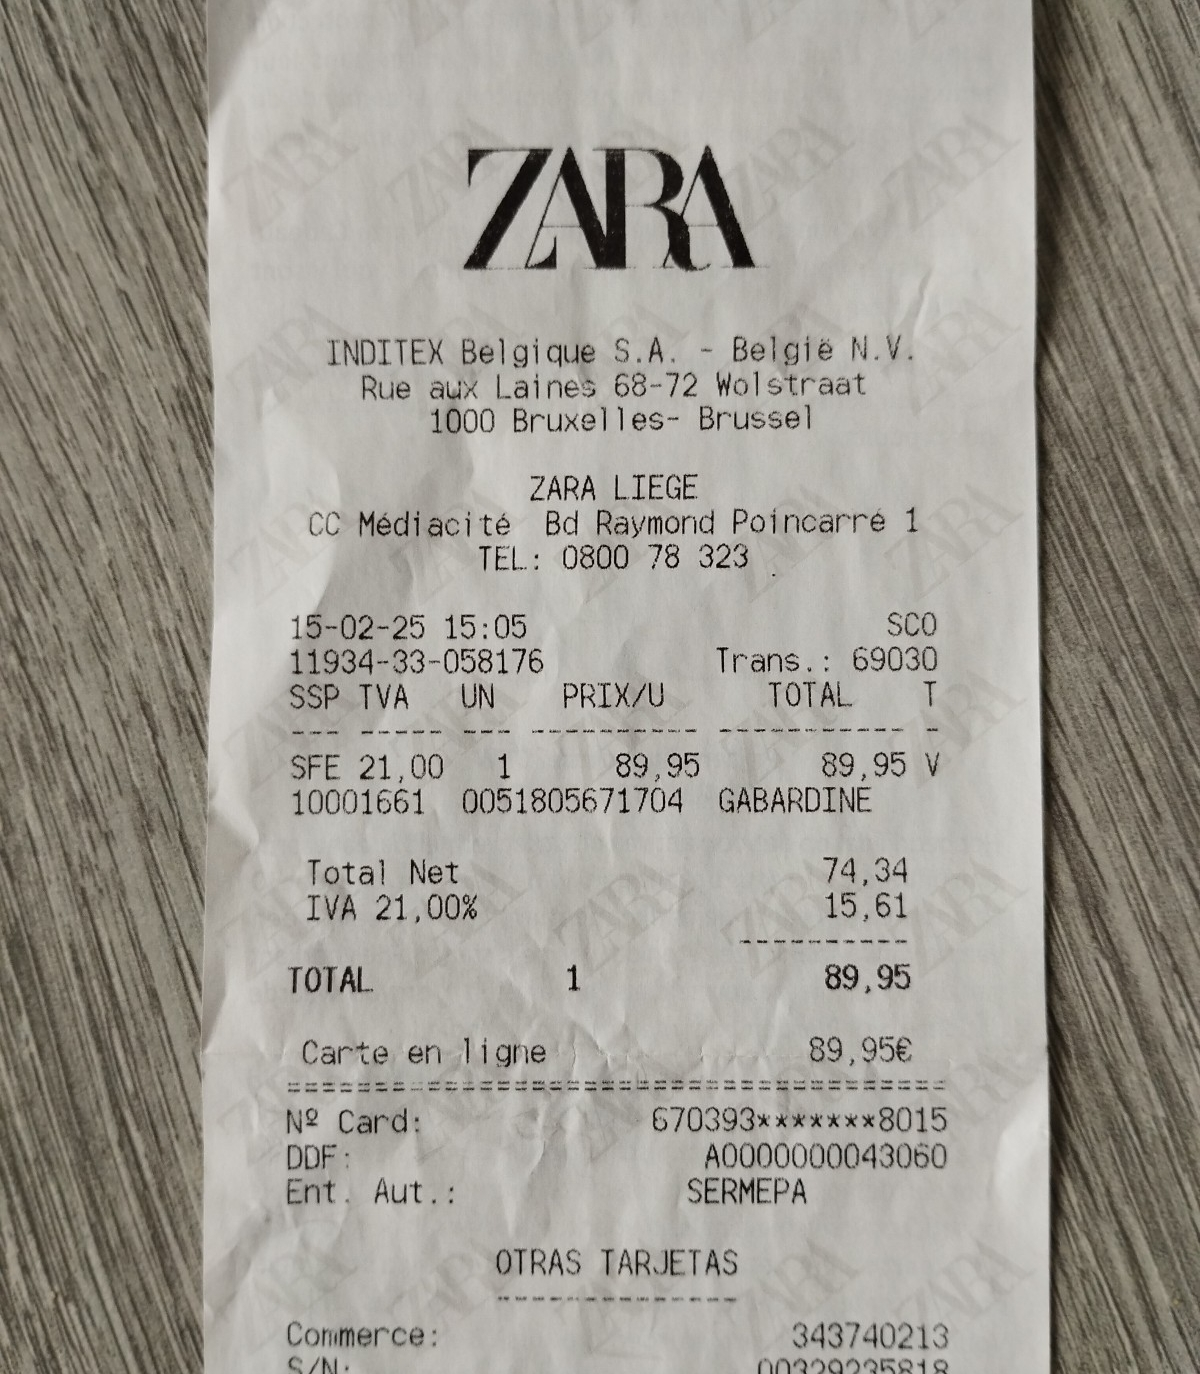 ZARA
INDITEX Belgique S.A. - België N.V.
Rue aux Laines 68-72 Wolstraat
1000 Bruxelles- Brussel
ZARA LIEGE
CC Médiacité Bd Raymond Poincarré 1
TEL: 0800 78 323
15-02-25 15:05 SCO
11934-33-058176 Trans.: 69030
SSP TVA UN PRIX/U TOTAL T
--- ----- --- ---------- ----------- -
SFE 21,00 1 89,95 89,95 V
10001661 0051805671704 GABARDINE
Total Net 74,34
IVA 21,00% 15,61
----------
TOTAL 1 89,95
Carte en ligne 89,95€
======================================
Nº Card: 670393*******8015
DDF: A0000000043060
Ent. Aut.: SERMEPA
OTRAS TARJETAS
--------------
Commerce: 343740213
S/N: 00329235818